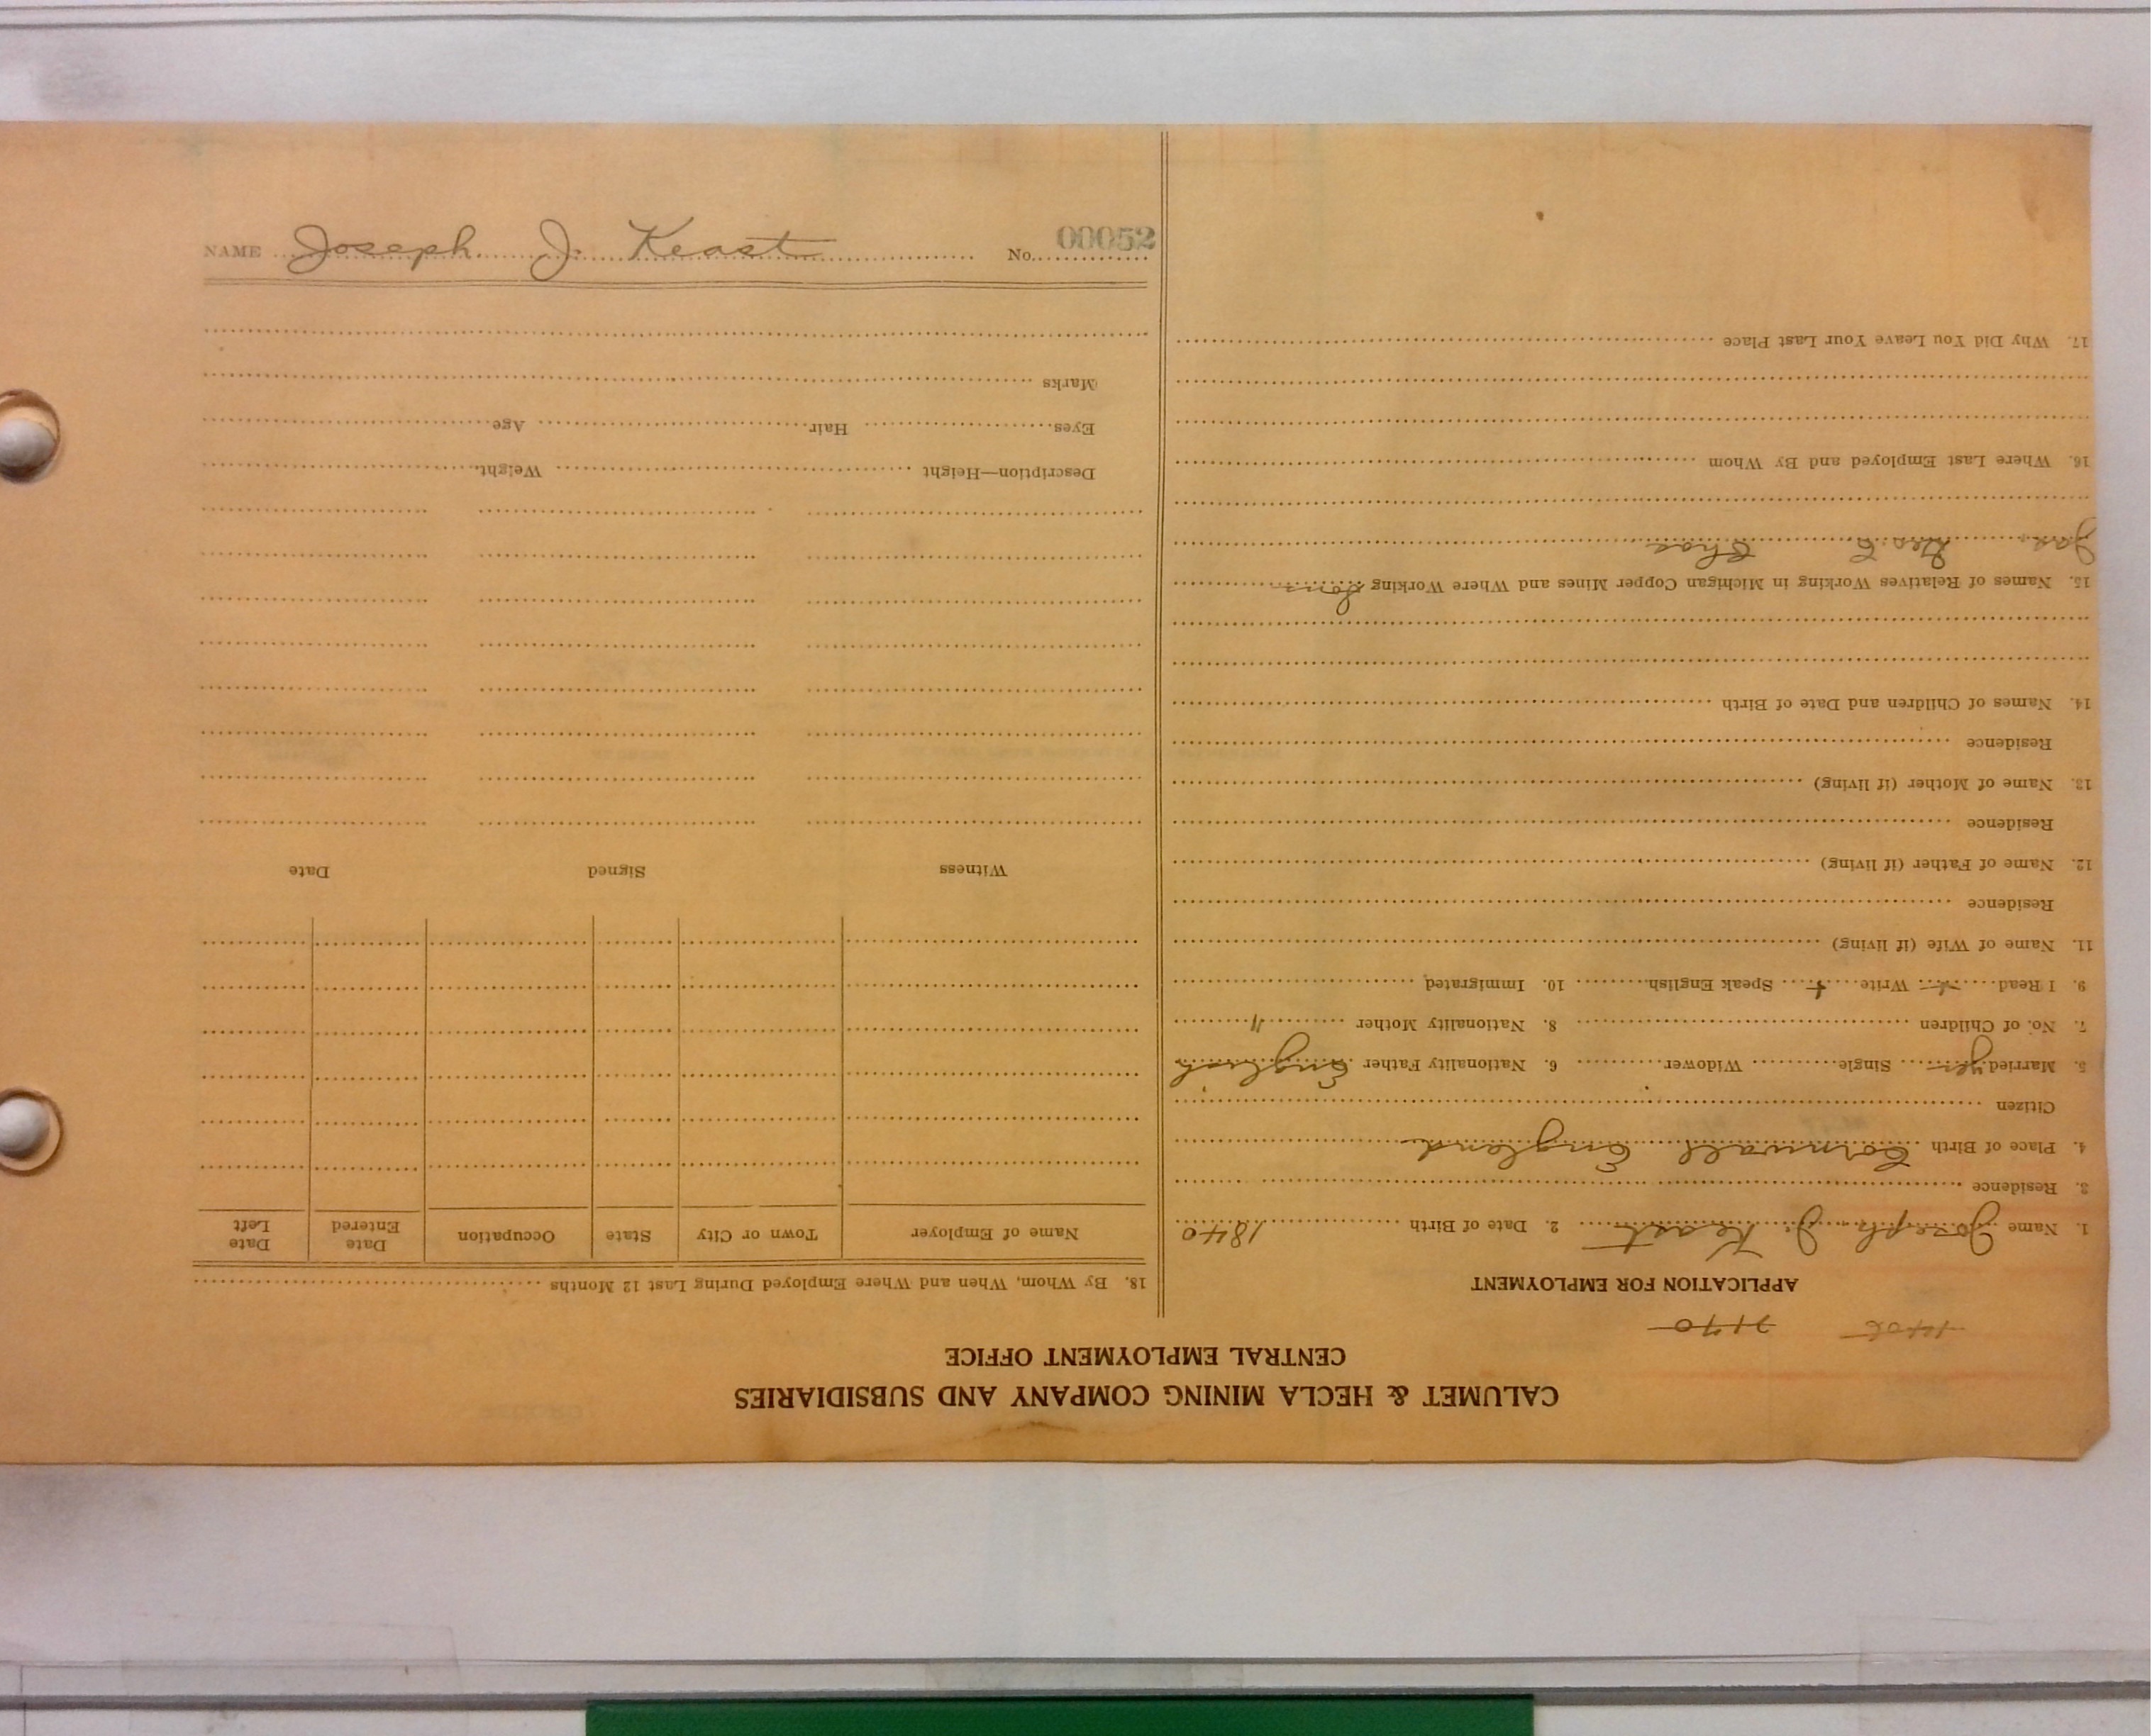 CALUMET & HECLA MINING COMPANY AND SUBSIDIARIES
CENTRAL EMPLOYMENT OFFICE
7170
APPLICATION FOR EMPLOYMENT
1. Name Joseph J. Keast 2. Date of Birth 1840
3. Residence
4. Place of Birth Cornwall England
Citizen
5. Married yes Single Widower 6. Nationality Father English
7. No. of Children 8. Nationality Mother "
9. I Read Write Speak English 10. Immigrated
11. Name of Wife (if living)
Residence
12. Name of Father (if living)
Residence
13. Name of Mother (if living)
Residence
14. Names of Children and Date of Birth
15. Names of Relatives Working in Michigan Copper Mines and Where Working Sons
Jas. Geo. E Chas
16. Where Last Employed and By Whom
17. Why Did You Leave Your Last Place
18. By Whom, When and Where Employed During Last 12 Months
Name of Employer Town or City State Occupation Date Entered Date Left
Witness Signed Date
Description—Height Weight
Eyes Hair Age
Marks
NAME Joseph J. Keast No. 00052